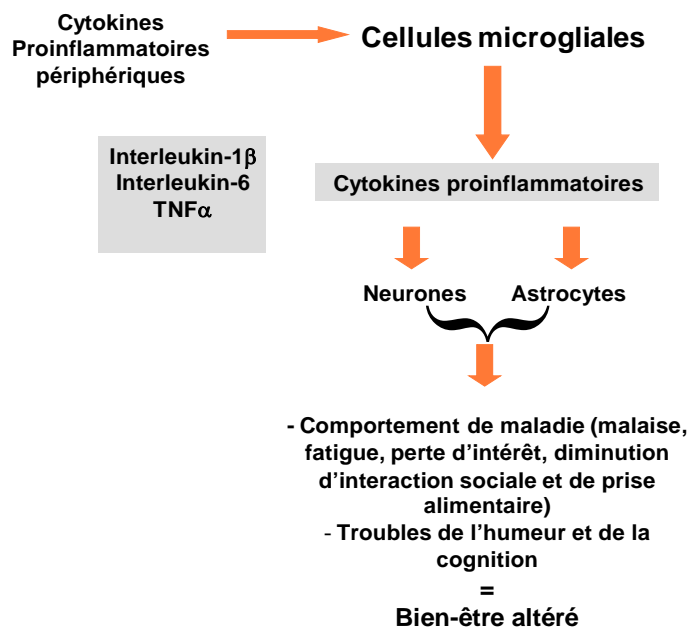 Cytokines
Proinflammatoires
périphériques
Cellules microgliales
Interleukin-1β
Interleukin-6
TNFα
Cytokines proinflammatoires
Neurones
Astrocytes
- Comportement de maladie (malaise,
fatigue, perte d’intérêt, diminution
d’interaction sociale et de prise
alimentaire)
- Troubles de l’humeur et de la
cognition
=
Bien-être altéré